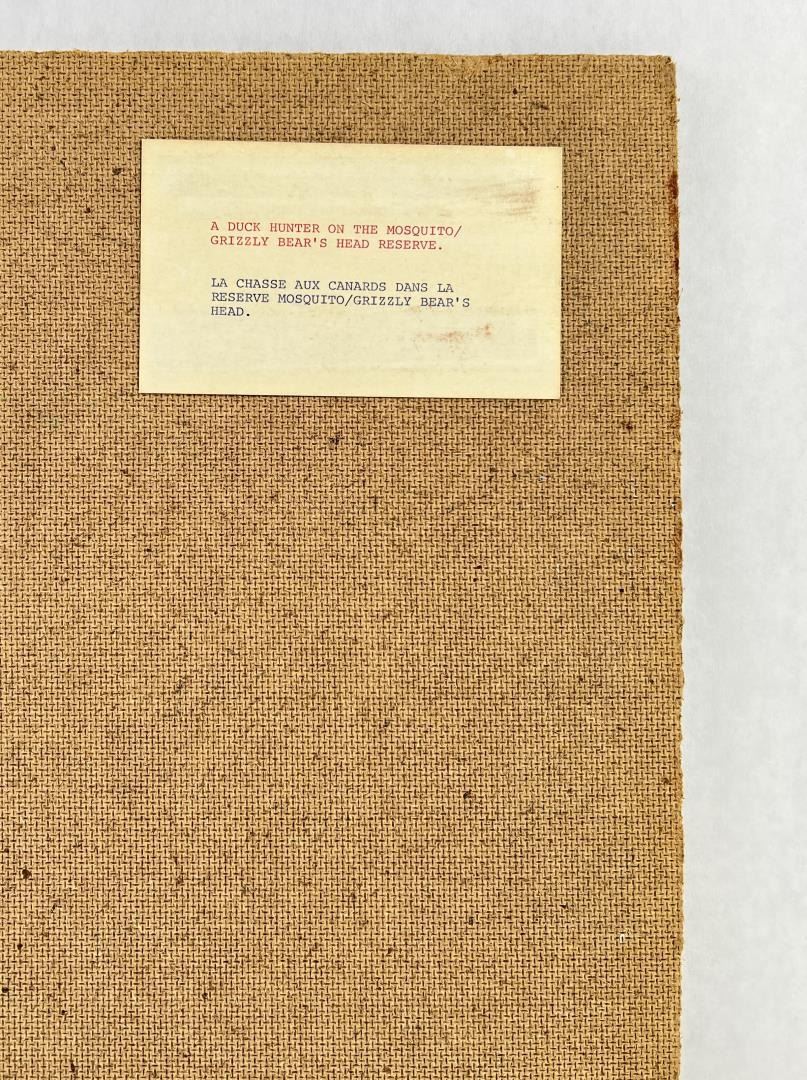 A DUCK HUNTER ON THE MOSQUITO/
GRIZZLY BEAR'S HEAD RESERVE.
LA CHASSE AUX CANARDS DANS LA
RESERVE MOSQUITO/GRIZZLY BEAR'S
HEAD.